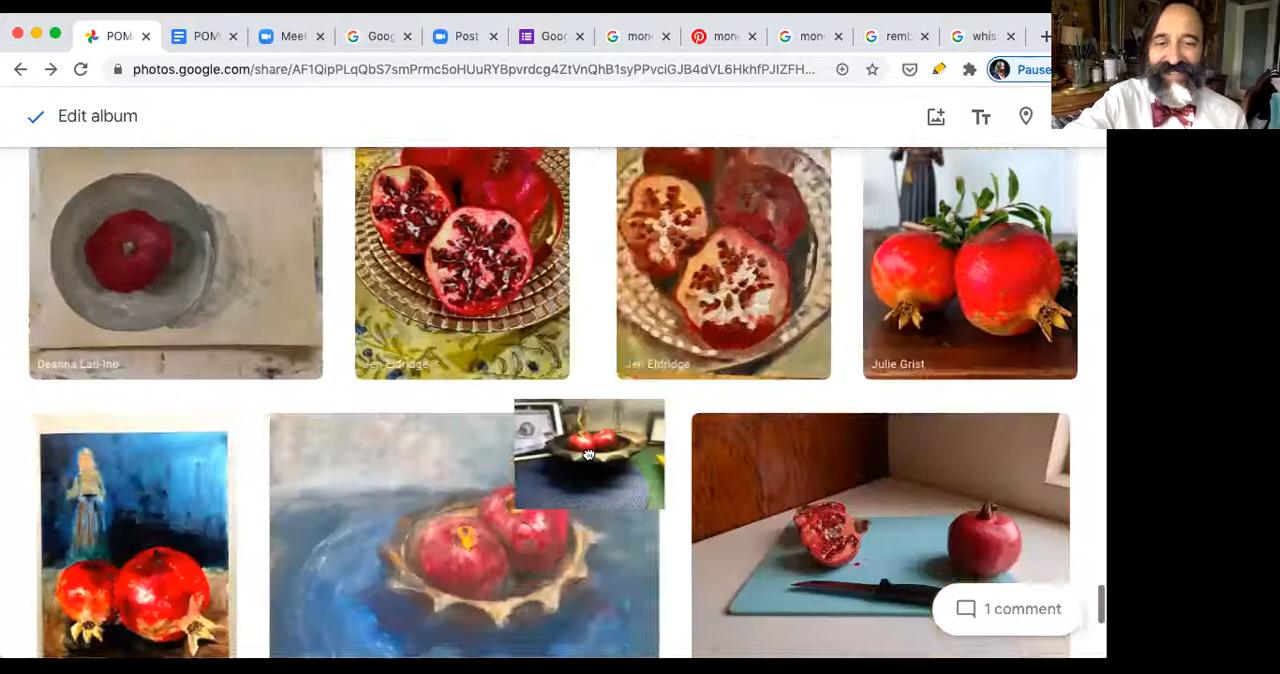 POM
POM
Meet
Goog
Post
Goog
mon
mon
mon
remb
whis
photos.google.com/share/AF1QipPLqQbS7smPrmc5oHUuRYBpvrdcg4ZtVnQhB1syPPvciGJB4dVL6HkhfPJIZFH...
Pause
Edit album
Deanna Lau-Ino
Jen Eldridge
Jen Eldridge
Julie Grist
1 comment